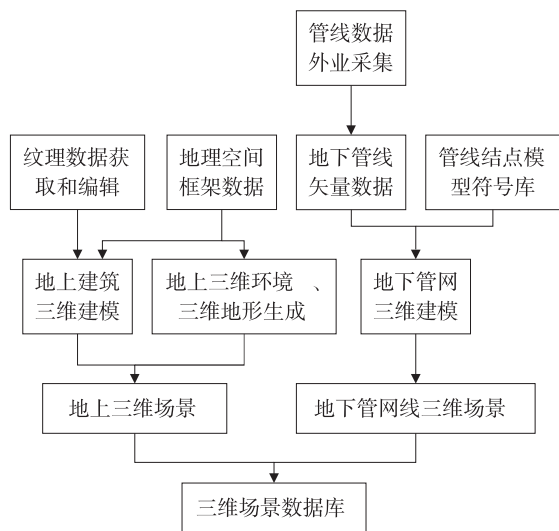 管线数据
外业采集
纹理数据获
取和编辑
地理空间
框架数据
地下管线
矢量数据
管线结点模
型符号库
地上建筑
三维建模
地上三维环境 、
三维地形生成
地下管网
三维建模
地上三维场景
地下管网线三维场景
三维场景数据库